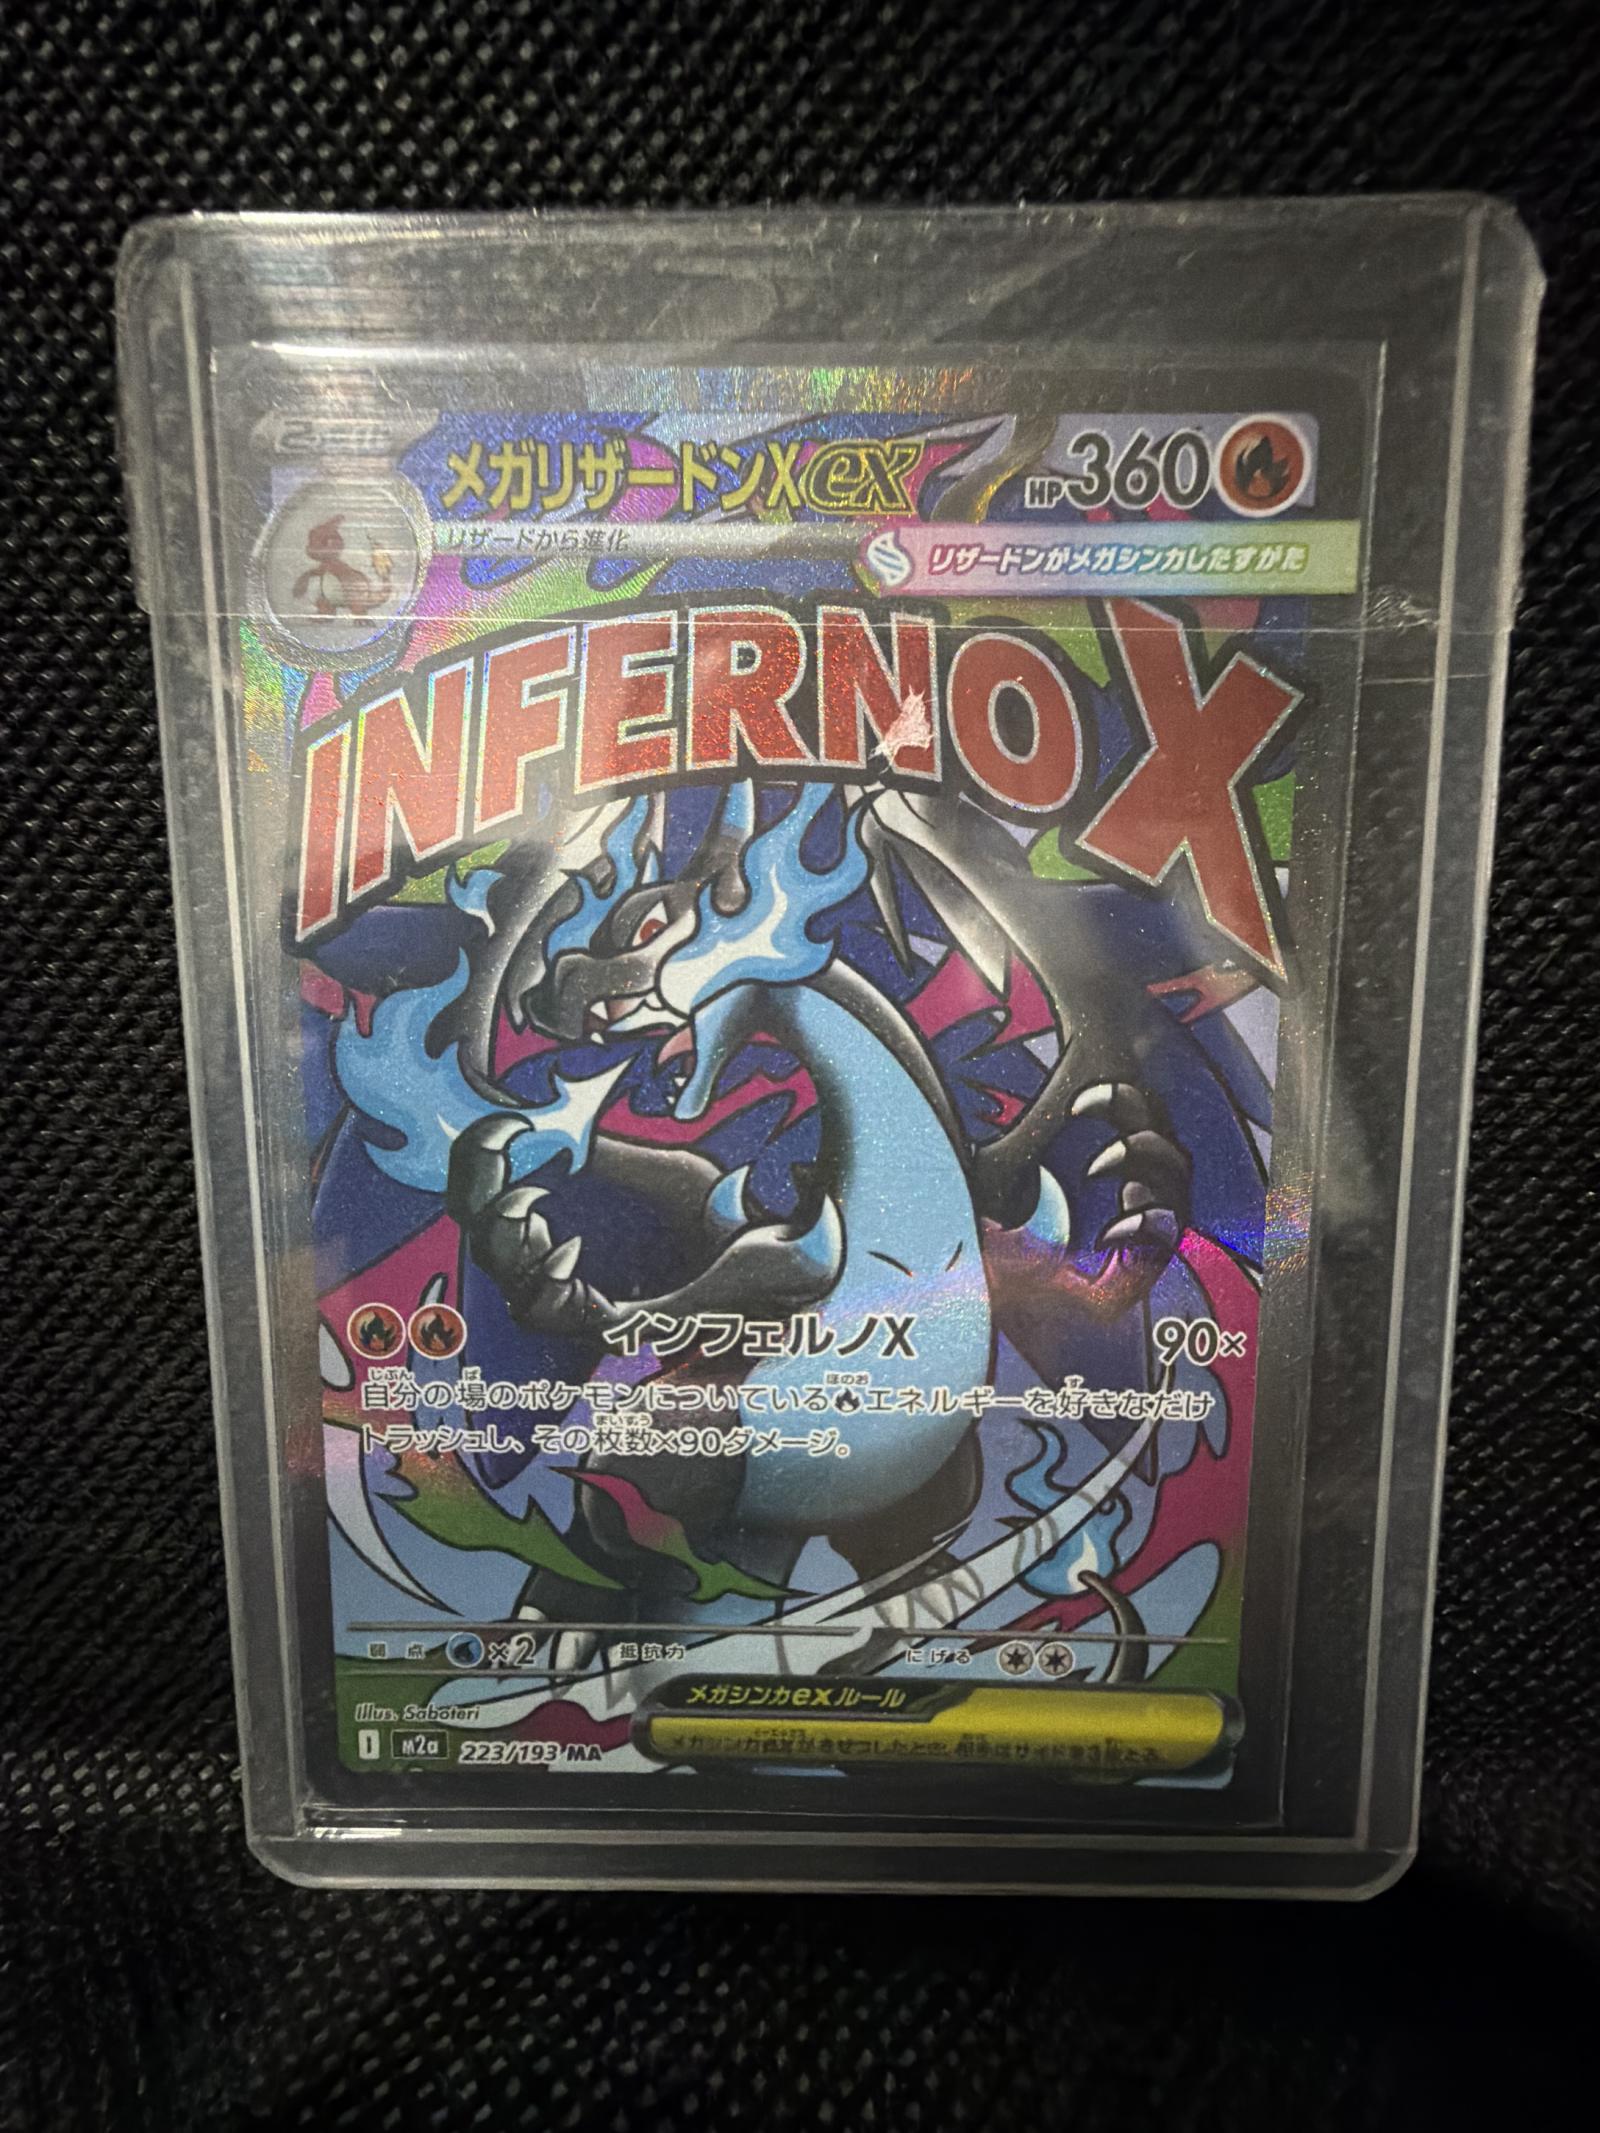 2進化
メガリザードンXex
HP360
リザードから進化
リザードンがメガシンカしたすがた
INFERNO X
インフェルノX 90×
自分の場のポケモンについているエネルギーを好きなだけ
トラッシュし、その枚数×90ダメージ。
弱点 ×2 抵抗力 にげる
メガシンカexルール
Illus. Saboteri
I M2a 223/193 MA